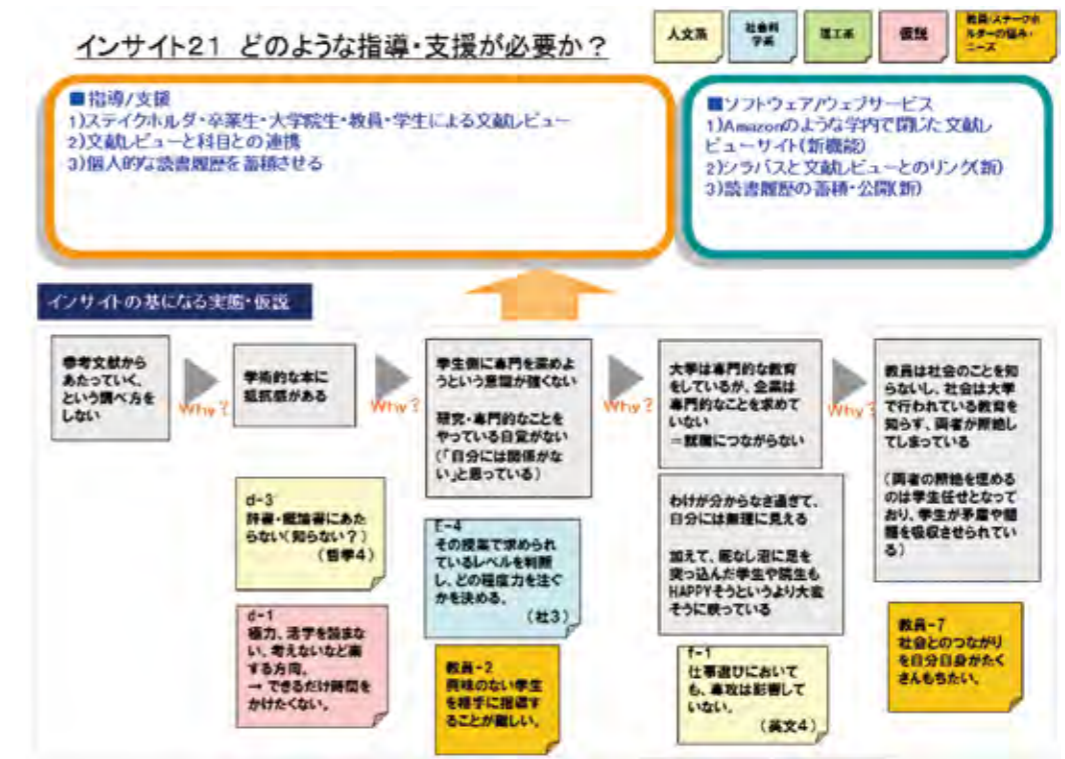 インサイト21 どのような指導・支援が必要か?
人文系
社会科
学系
理工系
仮説
教員/ステークホ
ルダーの悩み・
ニーズ
■指導/支援
1)ステイクホルダ・卒業生・大学院生・教員・学生による文献レビュー
2)文献レビューと科目との連携
3)個人的な読書履歴を蓄積させる
■ソフトウェア/ウェブサービス
1)Amazonのような学内で閉じた文献レ
ビューサイト(新機能)
2)シラバスと文献レビューとのリンク(新)
3)読書履歴の蓄積・公開(新)
インサイトの基になる実態・仮説
参考文献から
あたっていく、
という調べ方を
しない
Why?
学術的な本に
抵抗感がある
Why?
学生側に専門を深めよ
うという意識が強くない
研究・専門的なことを
やっている自覚がない
(「自分には関係がな
い」と思っている)
Why?
大学は専門的な教育
をしているが、企業は
専門的なことを求めて
いない
=就職につながらない
Why?
教員は社会のことを知
らないし、社会は大学
で行われている教育を
知らず、両者が断絶し
てしまっている
(両者の断絶を埋める
のは学生任せとなって
おり、学生が矛盾や問
題を吸収させられてい
る)
わけが分からなさ過ぎて、
自分には無理に見える
加えて、底なし沼に足を
突っ込んだ学生や院生も
HAPPYそうというより大変
そうに映っている
d-3
辞書・概論書にあた
らない(知らない?)
(哲学4)
d-1
極力、活字を読まな
い、考えないなど楽
する方向。
→ できるだけ時間を
かけたくない。
E-4
その授業で求められ
ているレベルを判断
し、どの程度力を注ぐ
かを決める。
(社3)
教員-2
興味のない学生
を相手に指導す
ることが難しい。
f-1
仕事選びにおいて
も、専攻は影響して
いない。
(英文4)
教員-7
社会とのつながり
を自分自身がたく
さんもちたい。